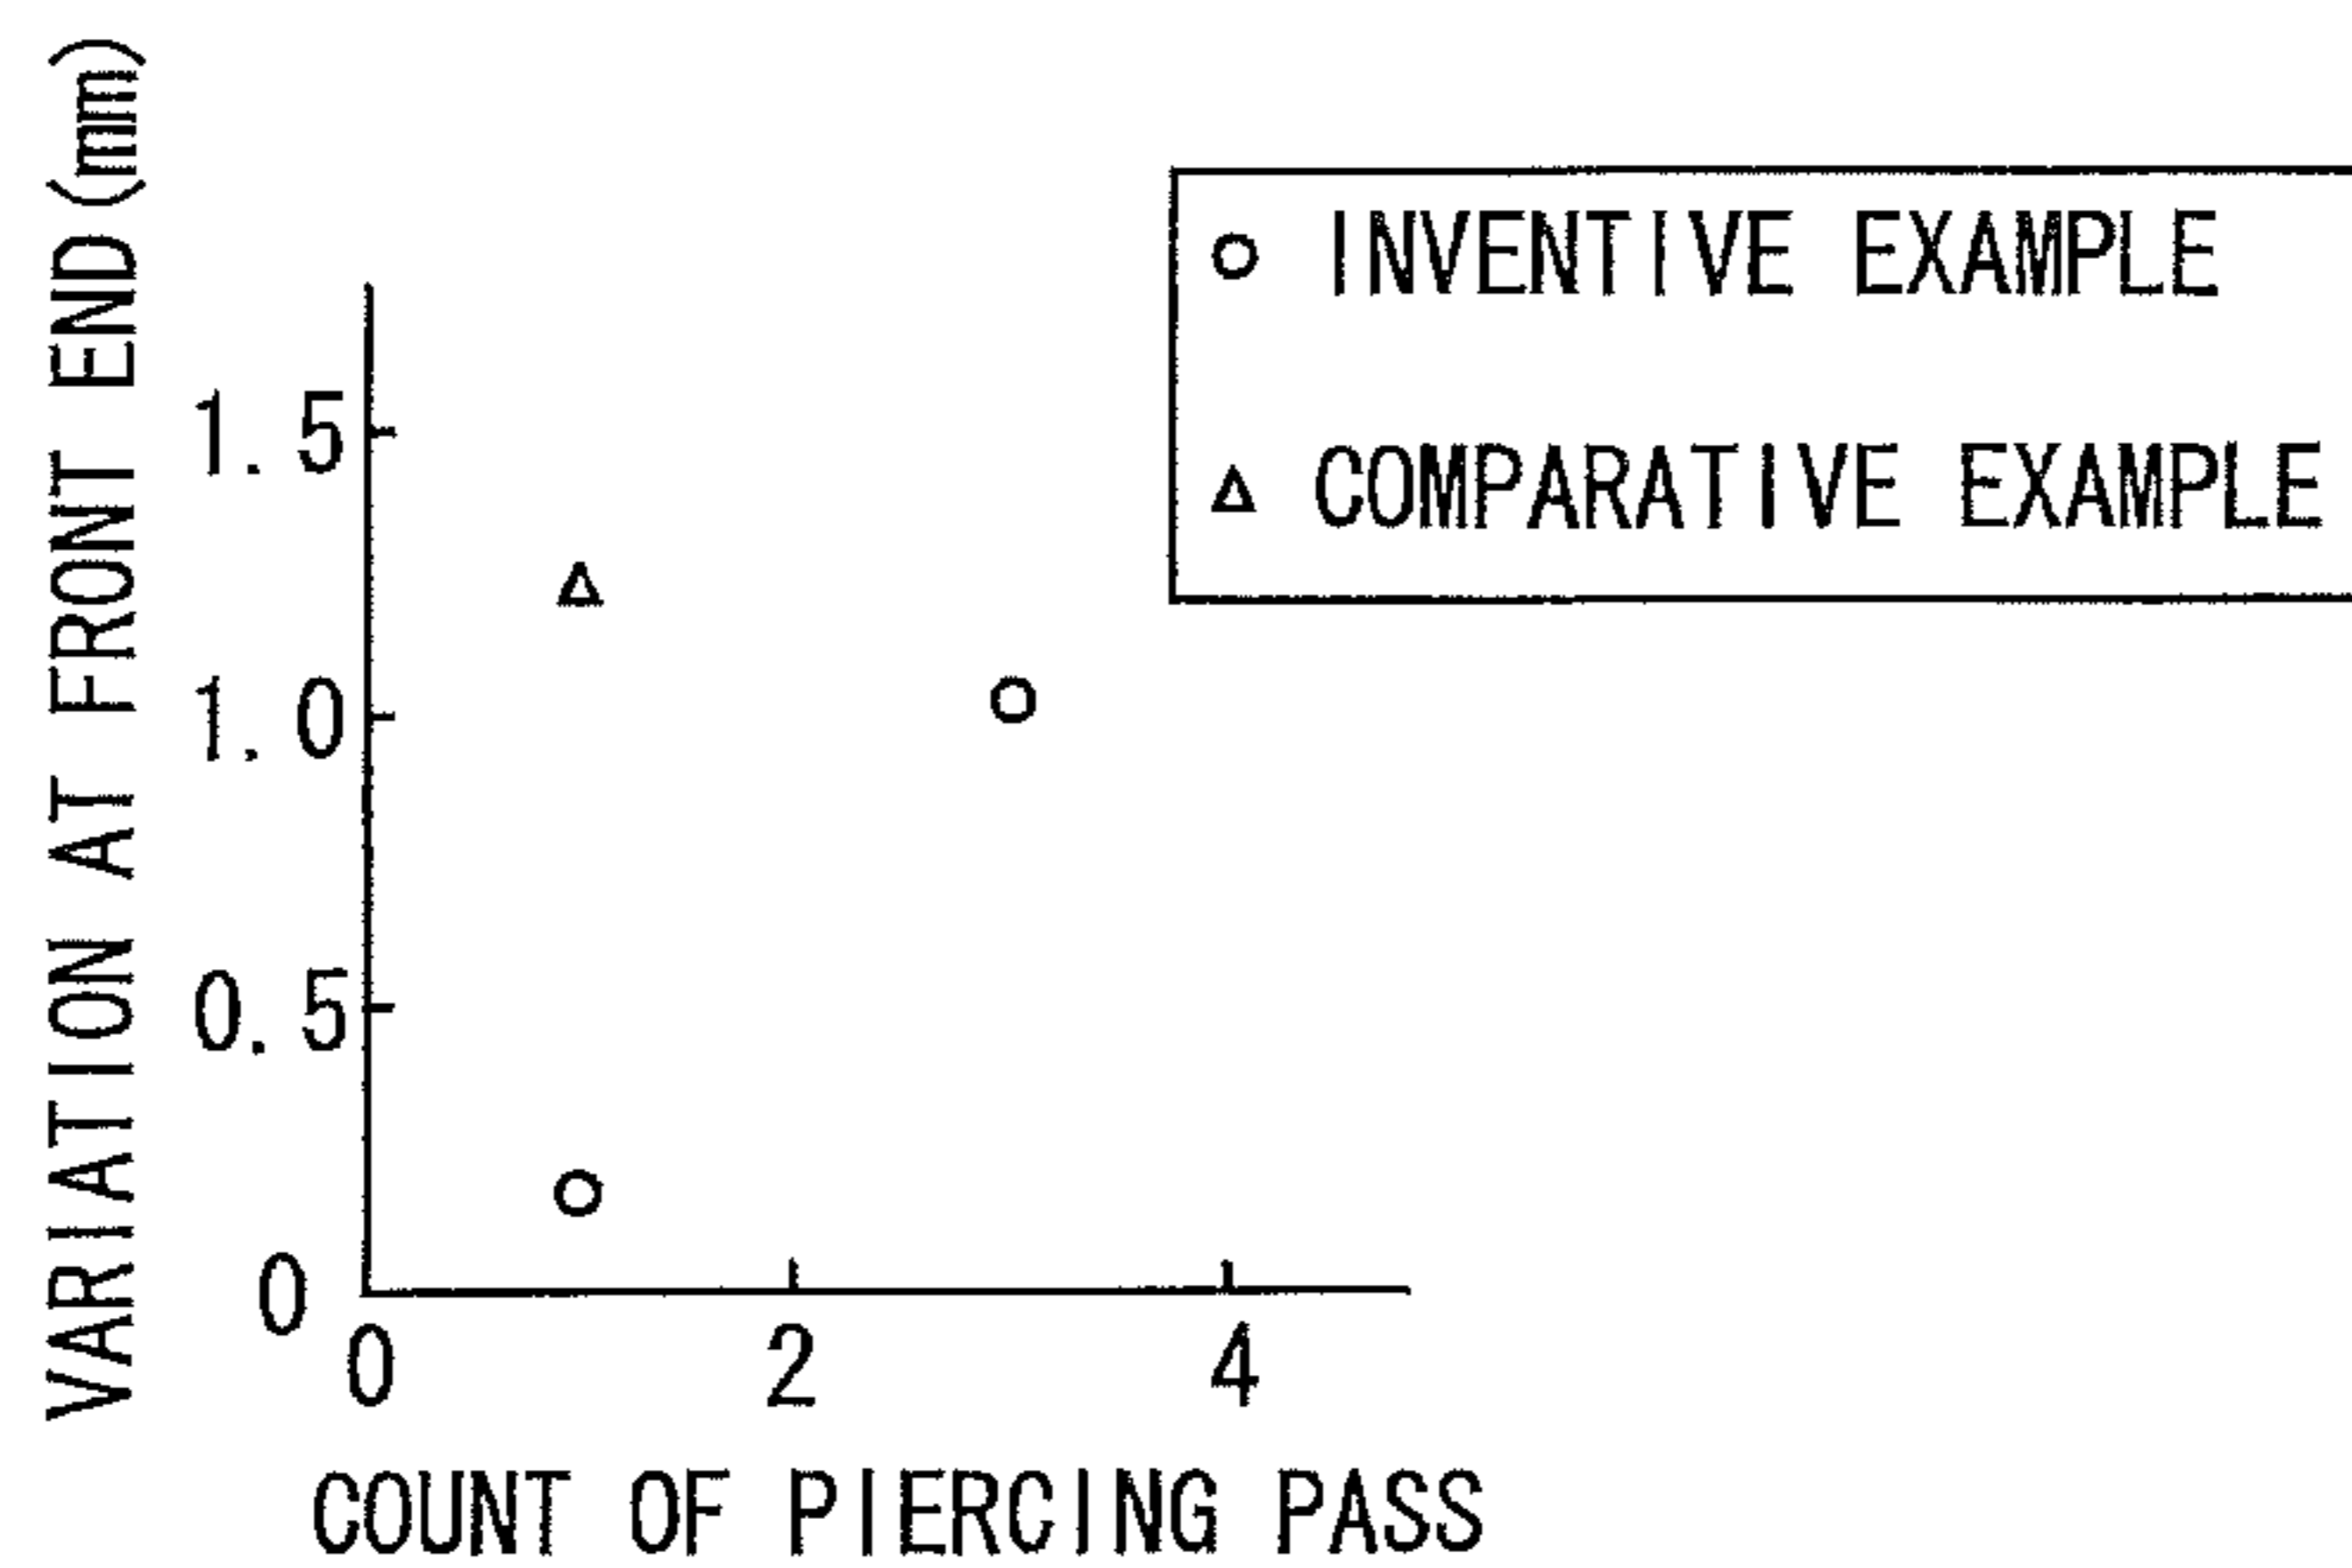 VARIATION AT FRONT END(mm)
INVENTIVE EXAMPLE
COMPARATIVE EXAMPLE
1.5
1.0
0.5
0
0 2 4
COUNT OF PIERCING PASS